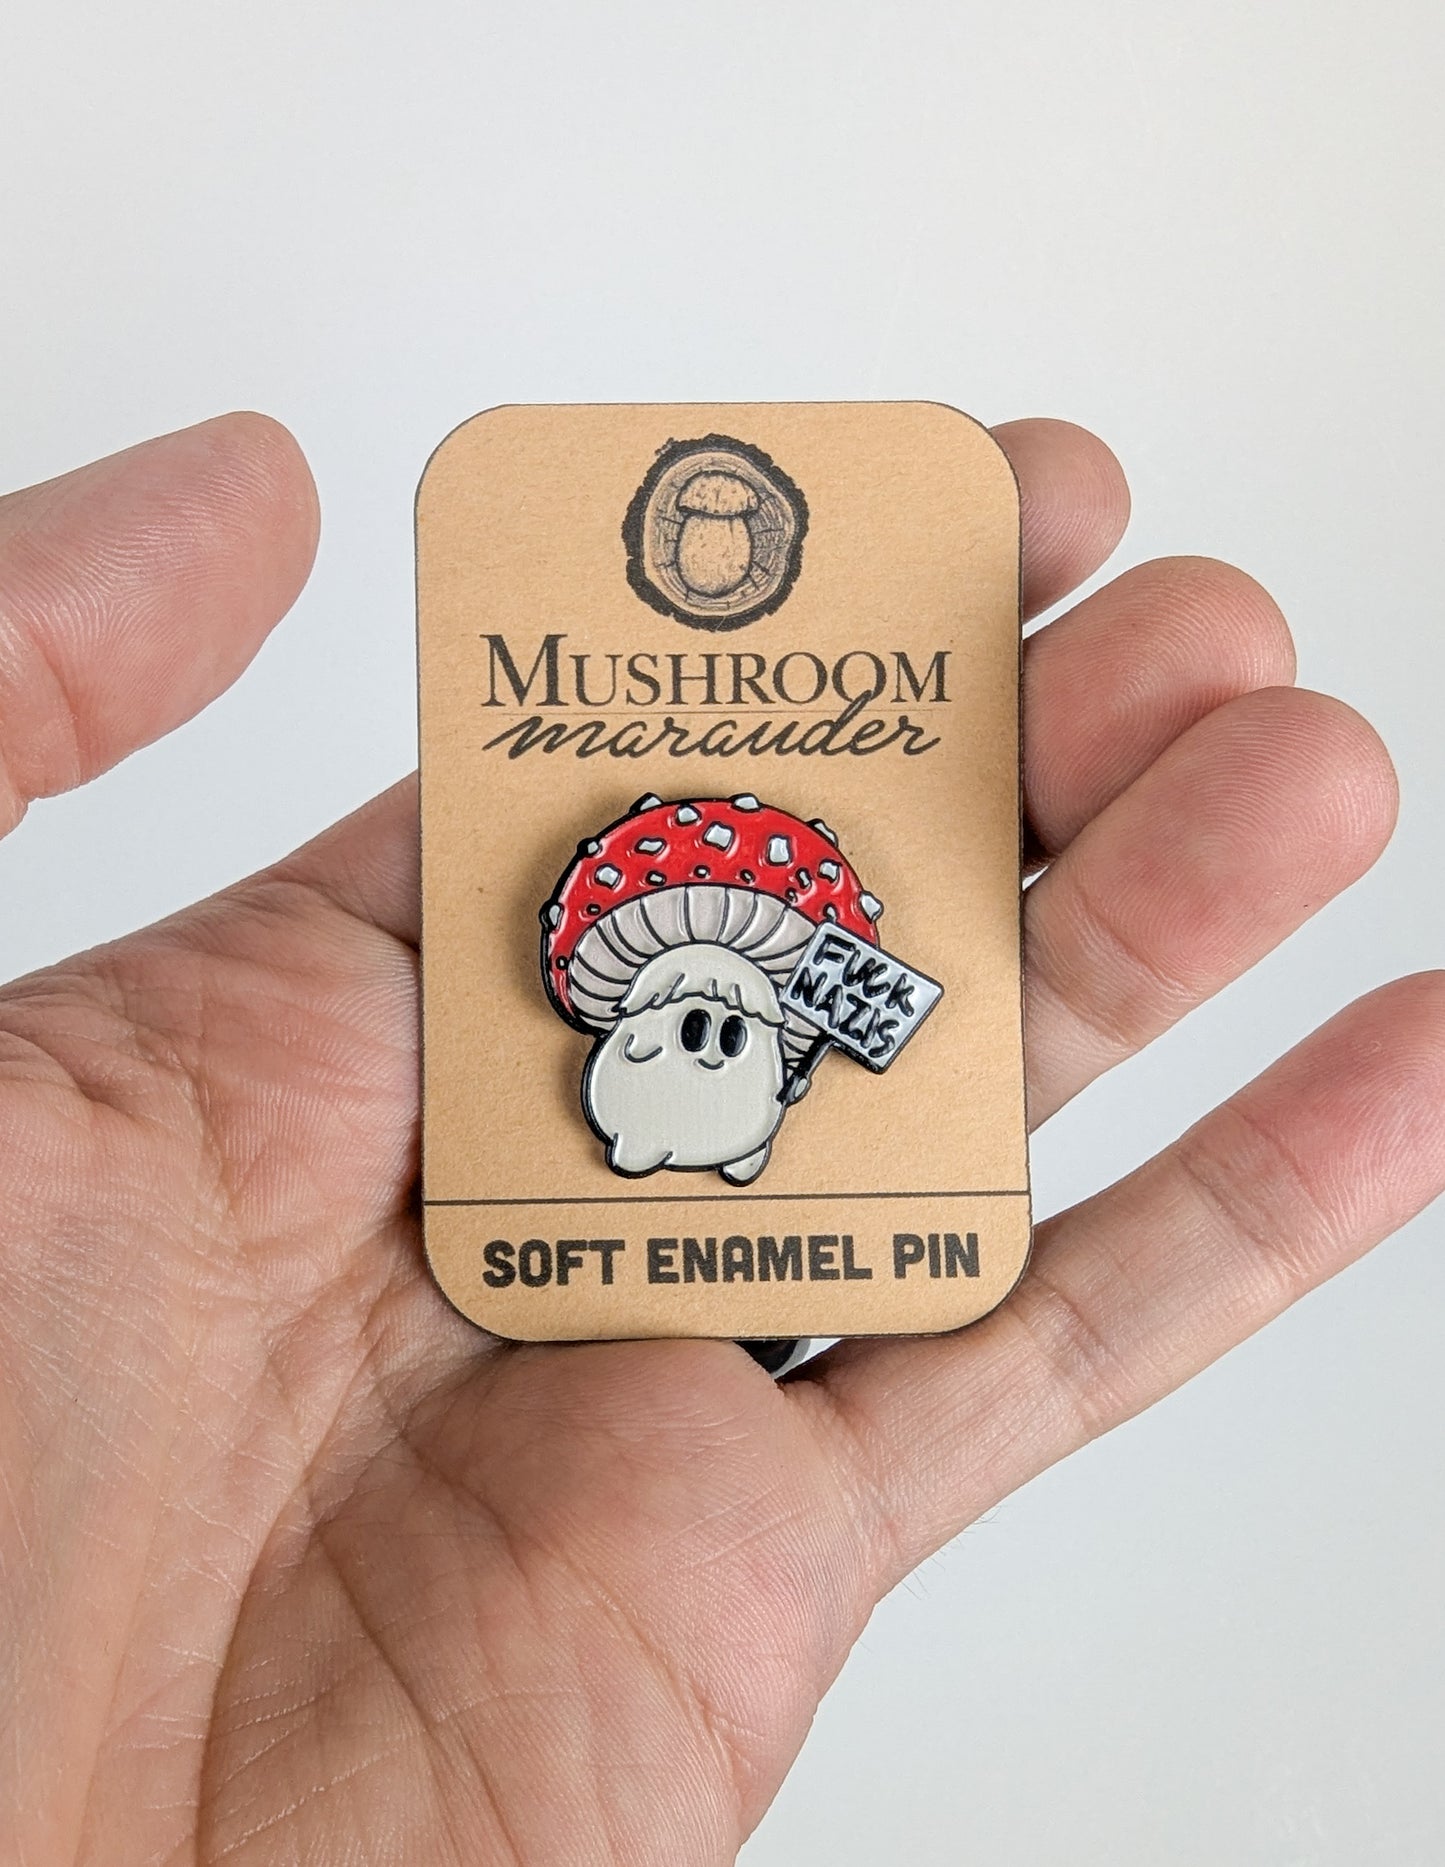 MUSHROOM
marauder
FUCK
NAZIS
SOFT ENAMEL PIN